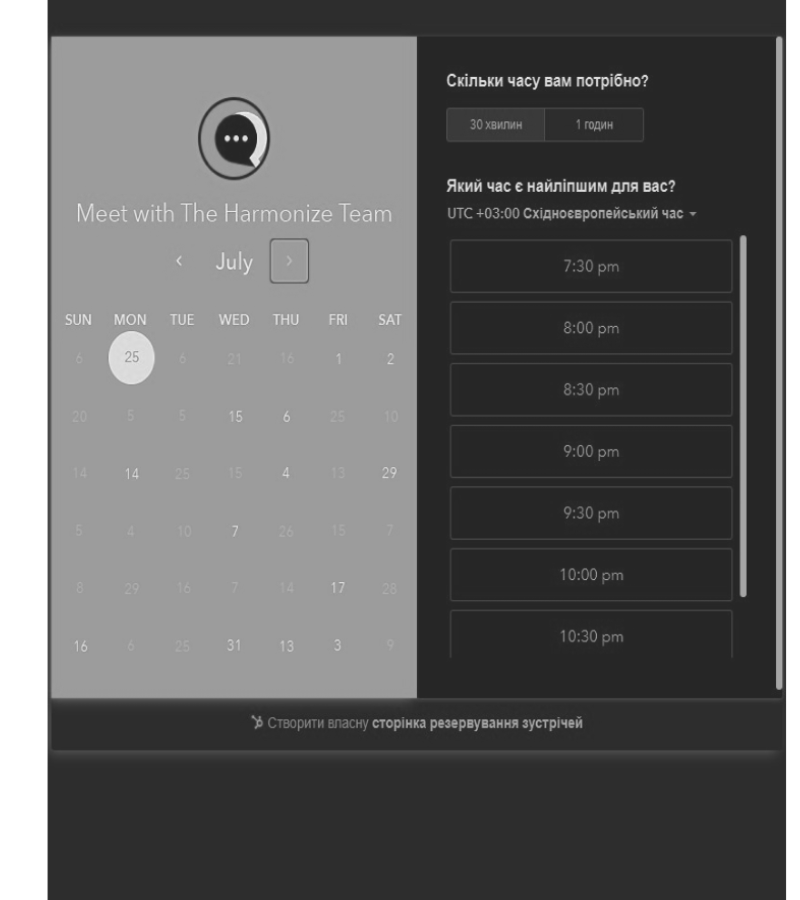 Meet with The Harmonize Team
July
SUN MON TUE WED THU FRI SAT
6 25 6 21 16 1 2
20 5 5 15 6 25 10
14 14 25 15 4 13 29
5 4 10 7 26 15 7
8 29 16 7 14 17 28
16 6 25 31 13 3 9
Скільки часу вам потрібно?
30 хвилин 1 годин
Який час є найліпшим для вас?
UTC +03:00 Східноєвропейський час
7:30 pm
8:00 pm
8:30 pm
9:00 pm
9:30 pm
10:00 pm
10:30 pm
Створити власну сторінка резервування зустрічей